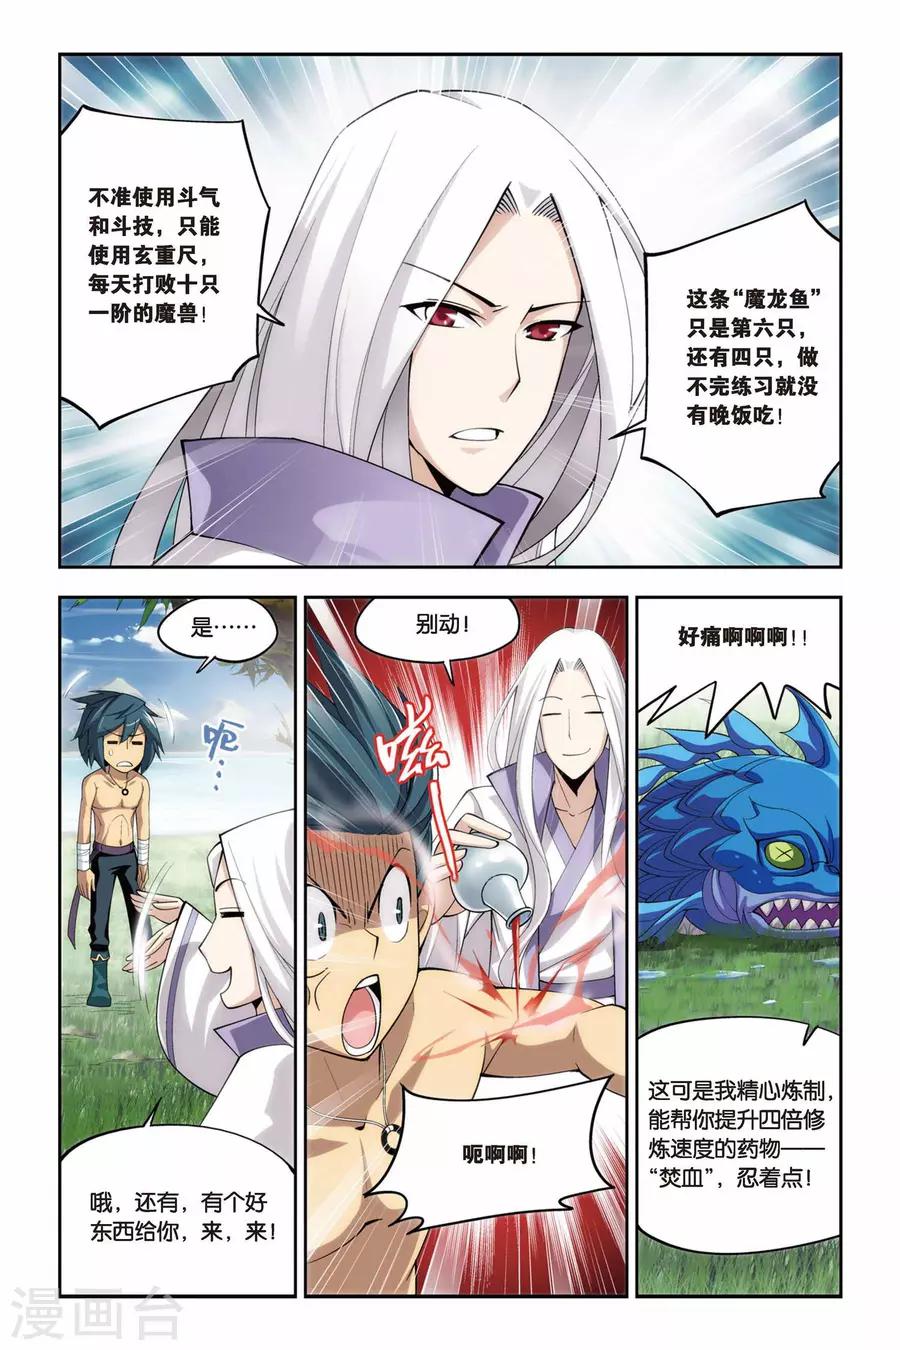 不准使用斗气
和斗技，只能
使用玄重尺，
每天打败十只
一阶的魔兽！
这条“魔龙鱼”
只是第六只，
还有四只，做
不完练习就没
有晚饭吃！
是……
呃…
哦，还有，有个好
东西给你，来，来！
别动！
嗞
呃啊啊！
好痛啊啊啊！！
这可是我精心炼制，
能帮你提升四倍修
炼速度的药物——
“焚血”，忍着点！
漫画台